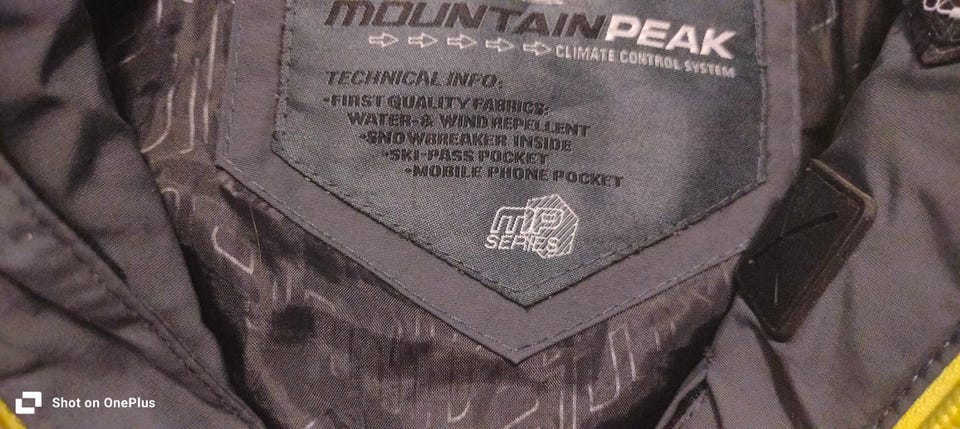 MOUNTAINPEAK
CLIMATE CONTROL SYSTEM
TECHNICAL INFO:
•FIRST QUALITY FABRICS:
WATER-& WIND REPELLENT
•SNOWBREAKER INSIDE
•SKI-PASS POCKET
•MOBILE PHONE POCKET
MP
SERIES
Shot on OnePlus